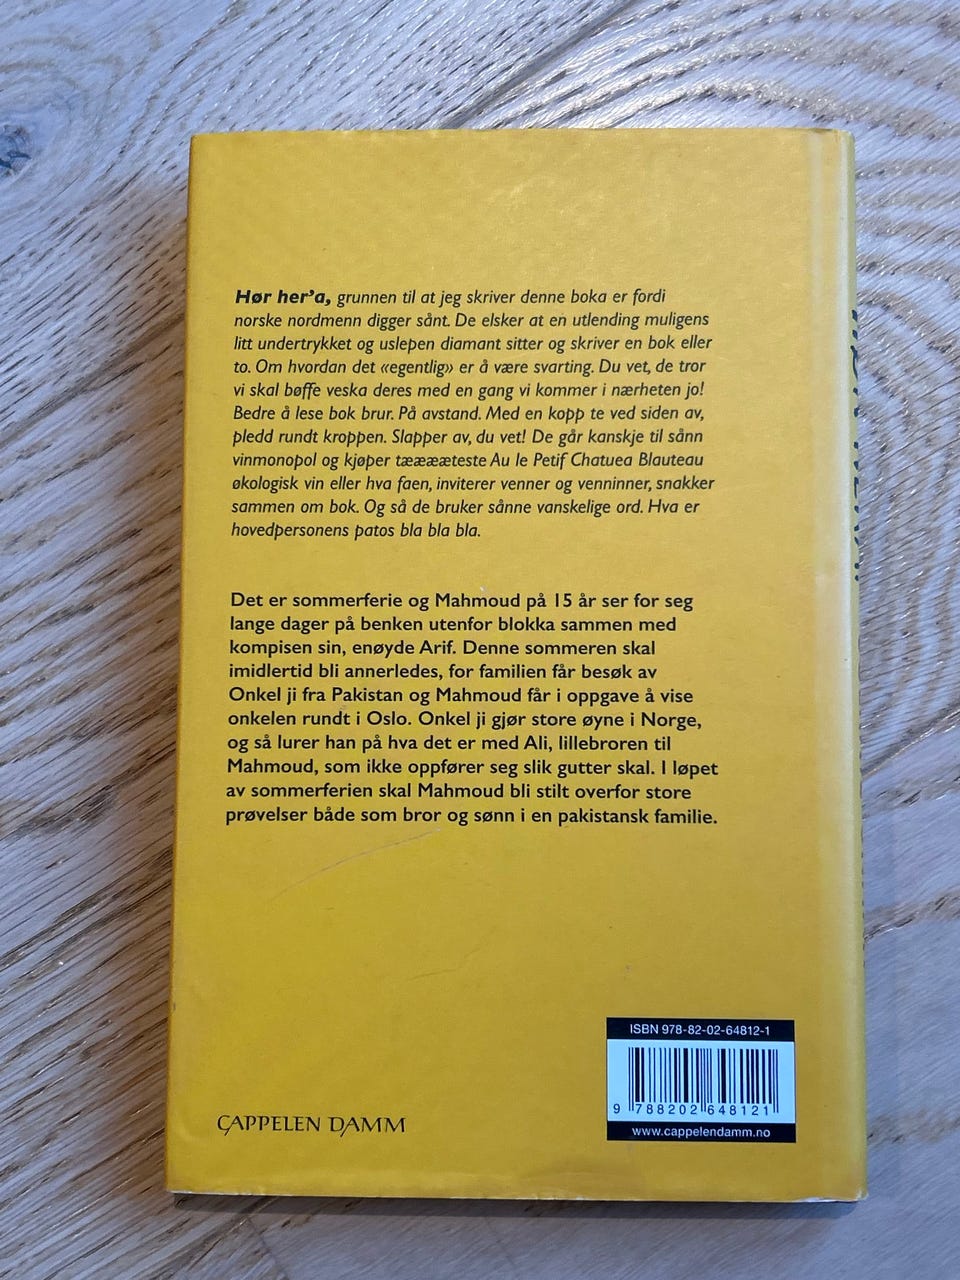 Hør her’a, grunnen til at jeg skriver denne boka er fordi
norske nordmenn digger sånt. De elsker at en utlending muligens
litt undertrykket og uslepen diamant sitter og skriver en bok eller
to. Om hvordan det «egentlig» er å være svarting. Du vet, de tror
vi skal bøffe veska deres med en gang vi kommer i nærheten jo!
Bedre å lese bok brur. På avstand. Med en kopp te ved siden av,
pledd rundt kroppen. Slapper av, du vet! De går kanskje til sånn
vinmonopol og kjøper tæææteste Au le Petif Chatuea Blauteau
økologisk vin eller hva faen, inviterer venner og venninner, snakker
sammen om bok. Og så de bruker sånne vanskelige ord. Hva er
hovedpersonens patos bla bla bla.
Det er sommerferie og Mahmoud på 15 år ser for seg
lange dager på benken utenfor blokka sammen med
kompisen sin, enøyde Arif. Denne sommeren skal
imidlertid bli annerledes, for familien får besøk av
Onkel ji fra Pakistan og Mahmoud får i oppgave å vise
onkelen rundt i Oslo. Onkel ji gjør store øyne i Norge,
og så lurer han på hva det er med Ali, lillebroren til
Mahmoud, som ikke oppfører seg slik gutter skal. I løpet
av sommerferien skal Mahmoud bli stilt overfor store
prøvelser både som bror og sønn i en pakistansk familie.
ISBN 978-82-02-64812-1
9 788202 648121
www.cappelendamm.no
CAPPELEN DAMM